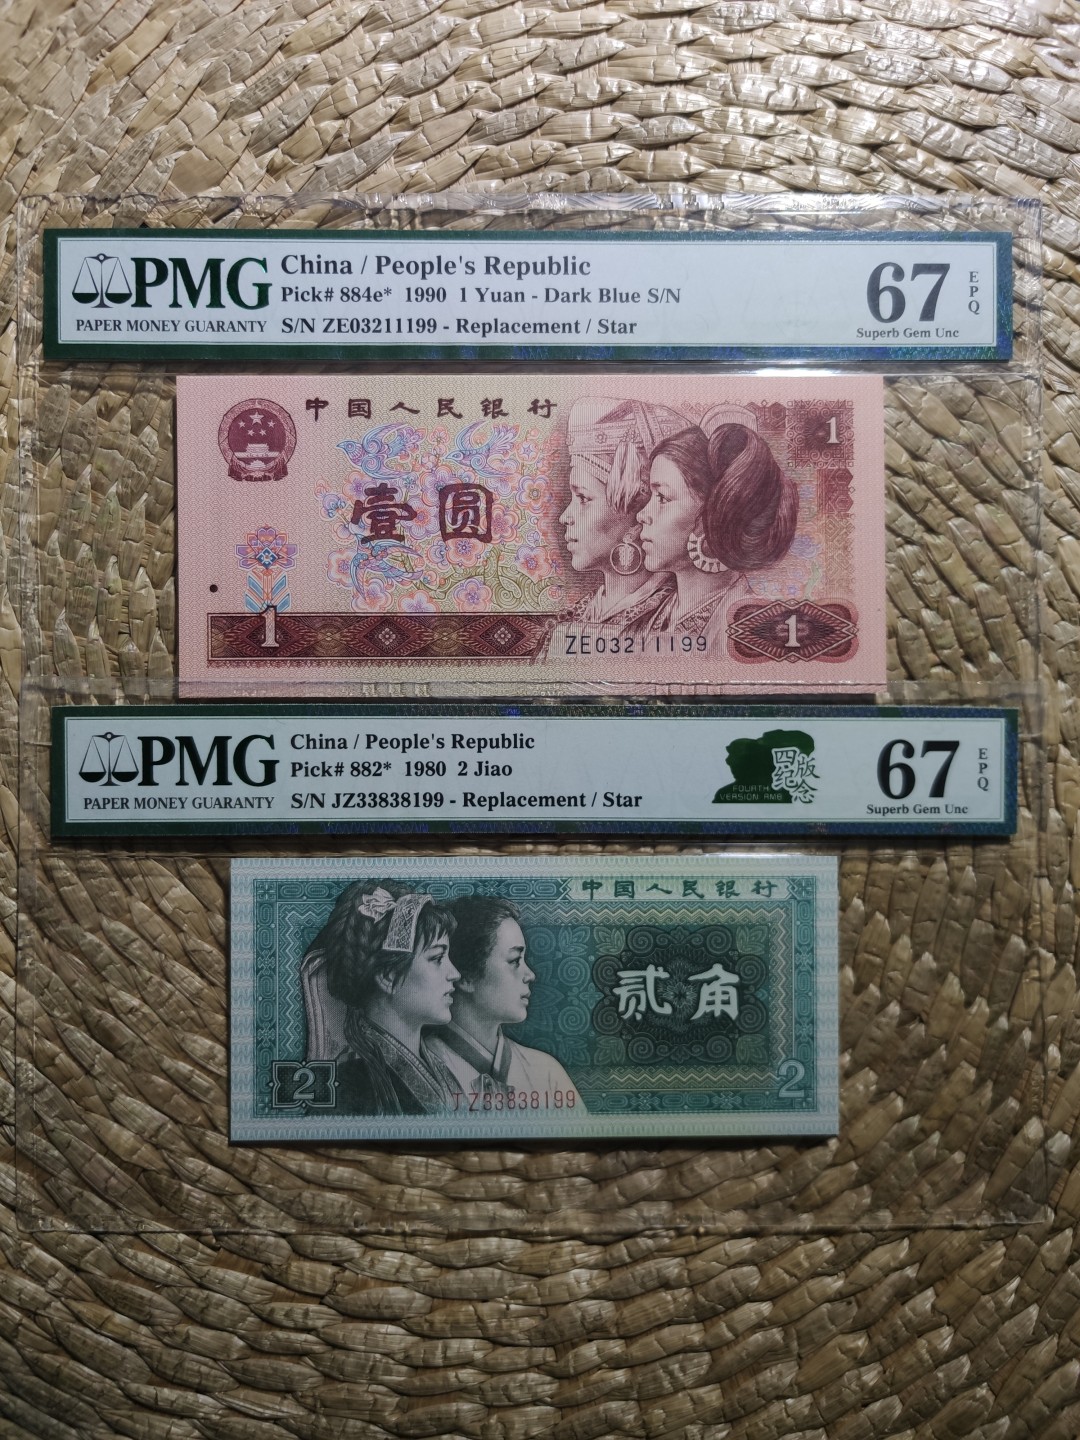 PMG
PAPER MONEY GUARANTY
China / People's Republic
Pick# 884e* 1990 1 Yuan - Dark Blue S/N
S/N ZE03211199 - Replacement / Star
67
EPQ
Superb Gem Unc
中国人民银行
1
壹圆
1
ZE03211199
1
PMG
PAPER MONEY GUARANTY
China / People's Republic
Pick# 882* 1980 2 Jiao
S/N JZ33838199 - Replacement / Star
四版纪念
FOURTH
VERSION RMB
67
EPQ
Superb Gem Unc
中国人民银行
贰角
2
JZ33838199
2